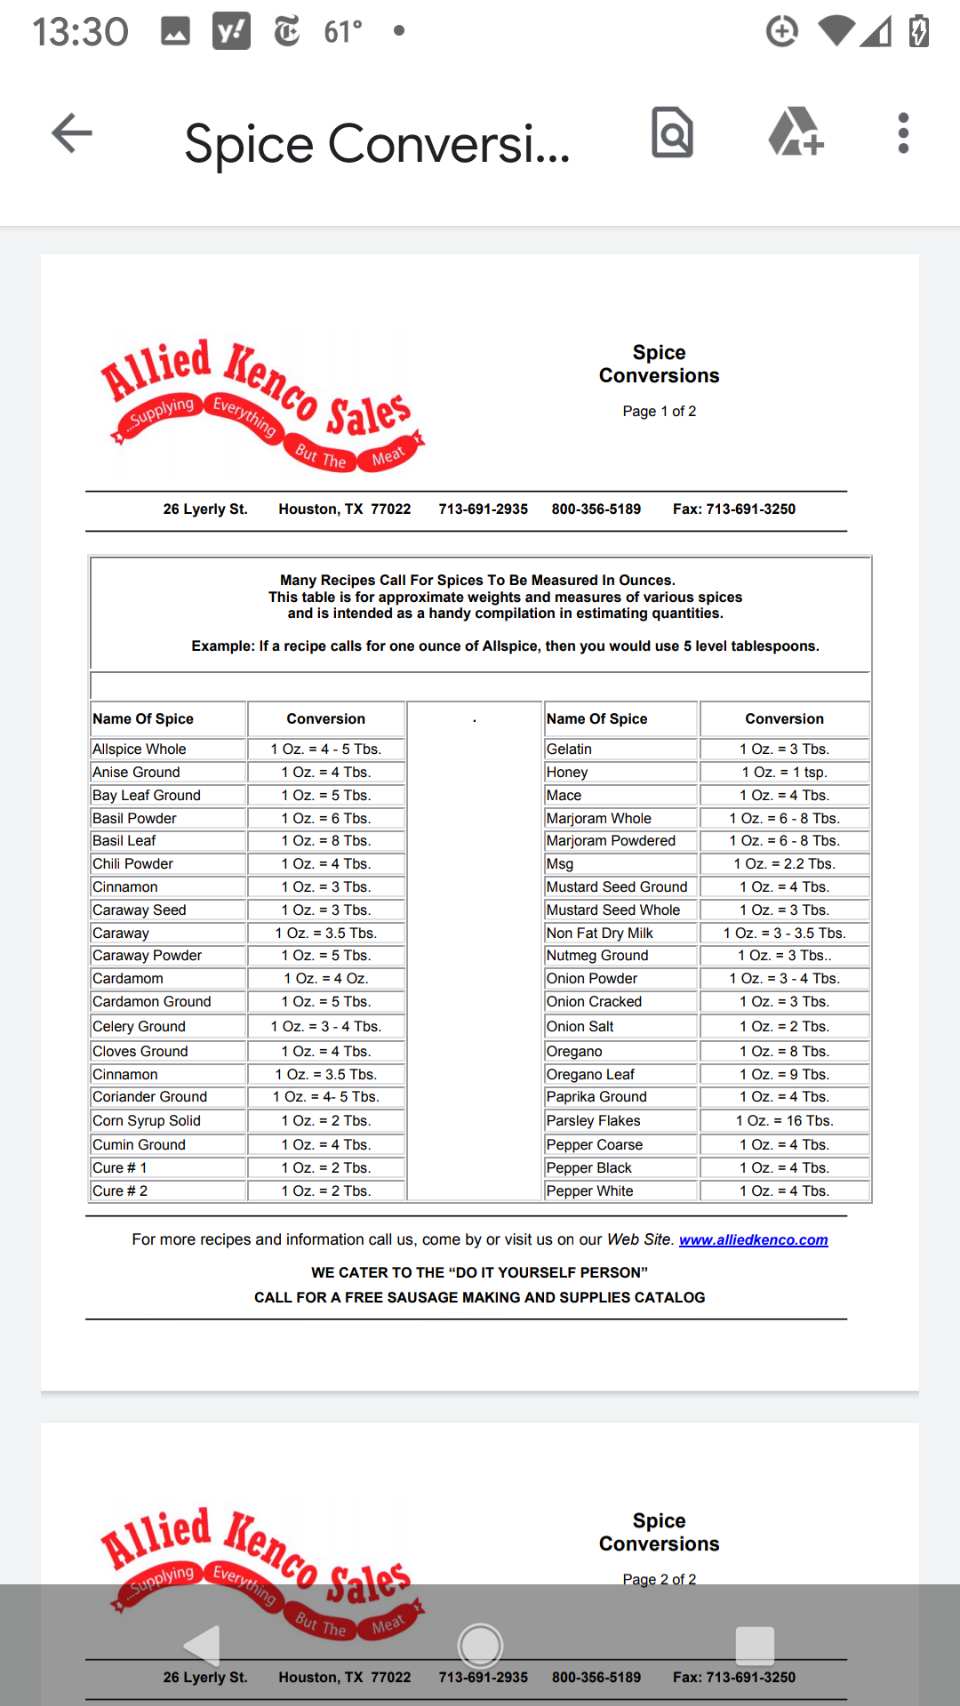 13:30 y! 61°
Spice Conversi...
Allied Kenco Sales
...Supplying Everything But The Meat
Spice
Conversions
Page 1 of 2
26 Lyerly St. Houston, TX 77022 713-691-2935 800-356-5189 Fax: 713-691-3250
Many Recipes Call For Spices To Be Measured In Ounces.
This table is for approximate weights and measures of various spices
and is intended as a handy compilation in estimating quantities.
Example: If a recipe calls for one ounce of Allspice, then you would use 5 level tablespoons.
Name Of Spice Conversion . Name Of Spice Conversion
Allspice Whole 1 Oz. = 4 - 5 Tbs. Gelatin 1 Oz. = 3 Tbs.
Anise Ground 1 Oz. = 4 Tbs. Honey 1 Oz. = 1 tsp.
Bay Leaf Ground 1 Oz. = 5 Tbs. Mace 1 Oz. = 4 Tbs.
Basil Powder 1 Oz. = 6 Tbs. Marjoram Whole 1 Oz. = 6 - 8 Tbs.
Basil Leaf 1 Oz. = 8 Tbs. Marjoram Powdered 1 Oz. = 6 - 8 Tbs.
Chili Powder 1 Oz. = 4 Tbs. Msg 1 Oz. = 2.2 Tbs.
Cinnamon 1 Oz. = 3 Tbs. Mustard Seed Ground 1 Oz. = 4 Tbs.
Caraway Seed 1 Oz. = 3 Tbs. Mustard Seed Whole 1 Oz. = 3 Tbs.
Caraway 1 Oz. = 3.5 Tbs. Non Fat Dry Milk 1 Oz. = 3 - 3.5 Tbs.
Caraway Powder 1 Oz. = 5 Tbs. Nutmeg Ground 1 Oz. = 3 Tbs..
Cardamom 1 Oz. = 4 Oz. Onion Powder 1 Oz. = 3 - 4 Tbs.
Cardamon Ground 1 Oz. = 5 Tbs. Onion Cracked 1 Oz. = 3 Tbs.
Celery Ground 1 Oz. = 3 - 4 Tbs. Onion Salt 1 Oz. = 2 Tbs.
Cloves Ground 1 Oz. = 4 Tbs. Oregano 1 Oz. = 8 Tbs.
Cinnamon 1 Oz. = 3.5 Tbs. Oregano Leaf 1 Oz. = 9 Tbs.
Coriander Ground 1 Oz. = 4- 5 Tbs. Paprika Ground 1 Oz. = 4 Tbs.
Corn Syrup Solid 1 Oz. = 2 Tbs. Parsley Flakes 1 Oz. = 16 Tbs.
Cumin Ground 1 Oz. = 4 Tbs. Pepper Coarse 1 Oz. = 4 Tbs.
Cure # 1 1 Oz. = 2 Tbs. Pepper Black 1 Oz. = 4 Tbs.
Cure # 2 1 Oz. = 2 Tbs. Pepper White 1 Oz. = 4 Tbs.
For more recipes and information call us, come by or visit us on our Web Site. www.alliedkenco.com
WE CATER TO THE “DO IT YOURSELF PERSON”
CALL FOR A FREE SAUSAGE MAKING AND SUPPLIES CATALOG
Allied Kenco Sales
...Supplying Everything But The Meat
Spice
Conversions
Page 2 of 2
26 Lyerly St. Houston, TX 77022 713-691-2935 800-356-5189 Fax: 713-691-3250